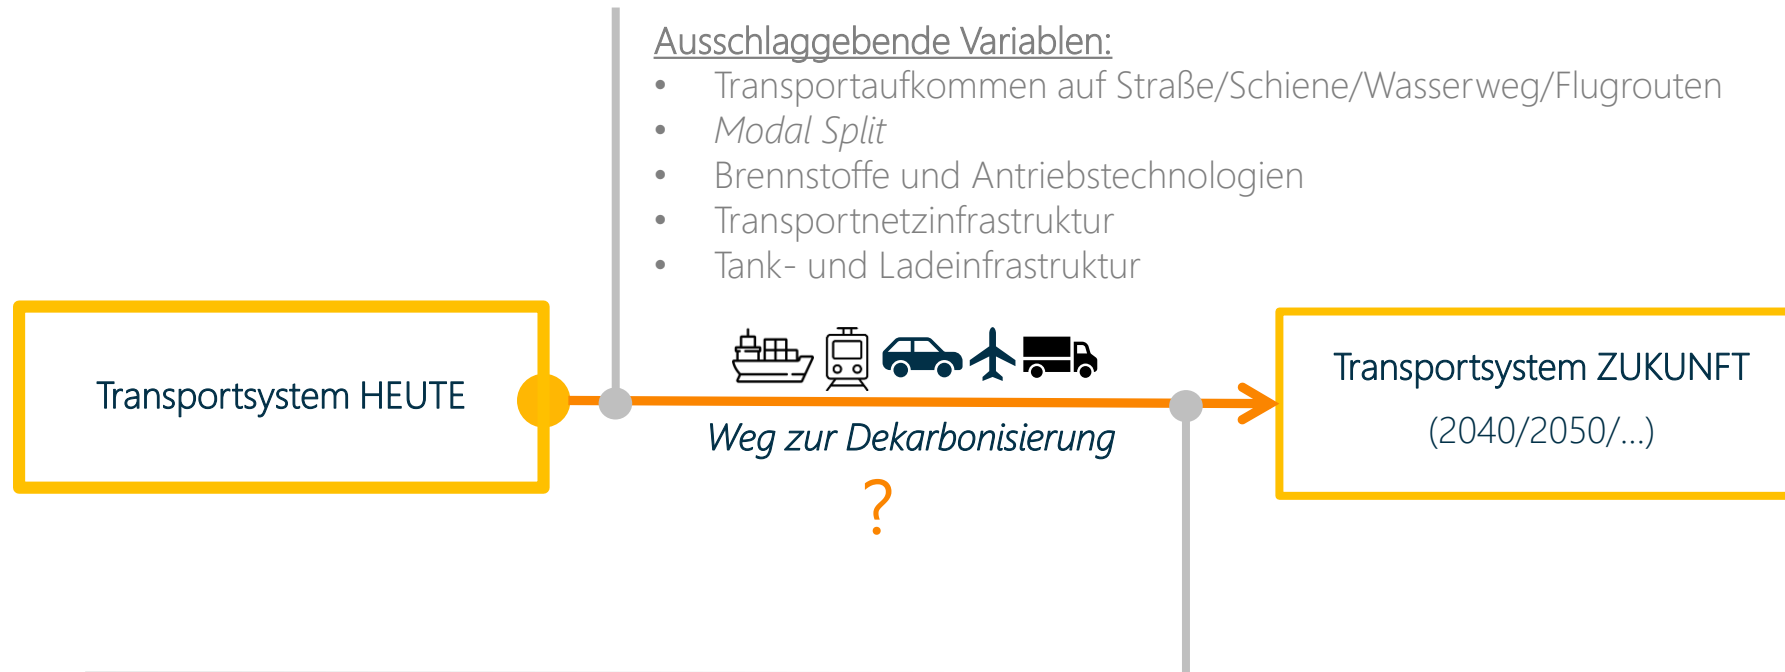 Ausschlaggebende Variablen:
• Transportaufkommen auf Straße/Schiene/Wasserweg/Flugrouten
• Modal Split
• Brennstoffe und Antriebstechnologien
• Transportnetzinfrastruktur
• Tank- und Ladeinfrastruktur
Transportsystem HEUTE
Weg zur Dekarbonisierung
?
Transportsystem ZUKUNFT
(2040/2050/...)